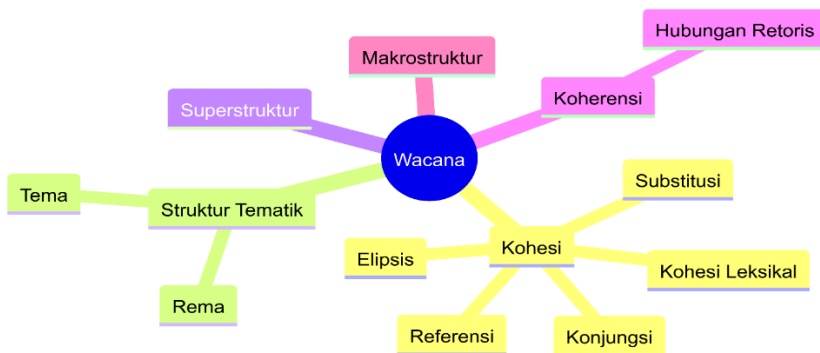 Hubungan Retoris
Makrostruktur
Koherensi
Superstruktur
Wacana
Substitusi
Tema
Struktur Tematik
Kohesi
Elipsis
Kohesi Leksikal
Rema
Referensi
Konjungsi